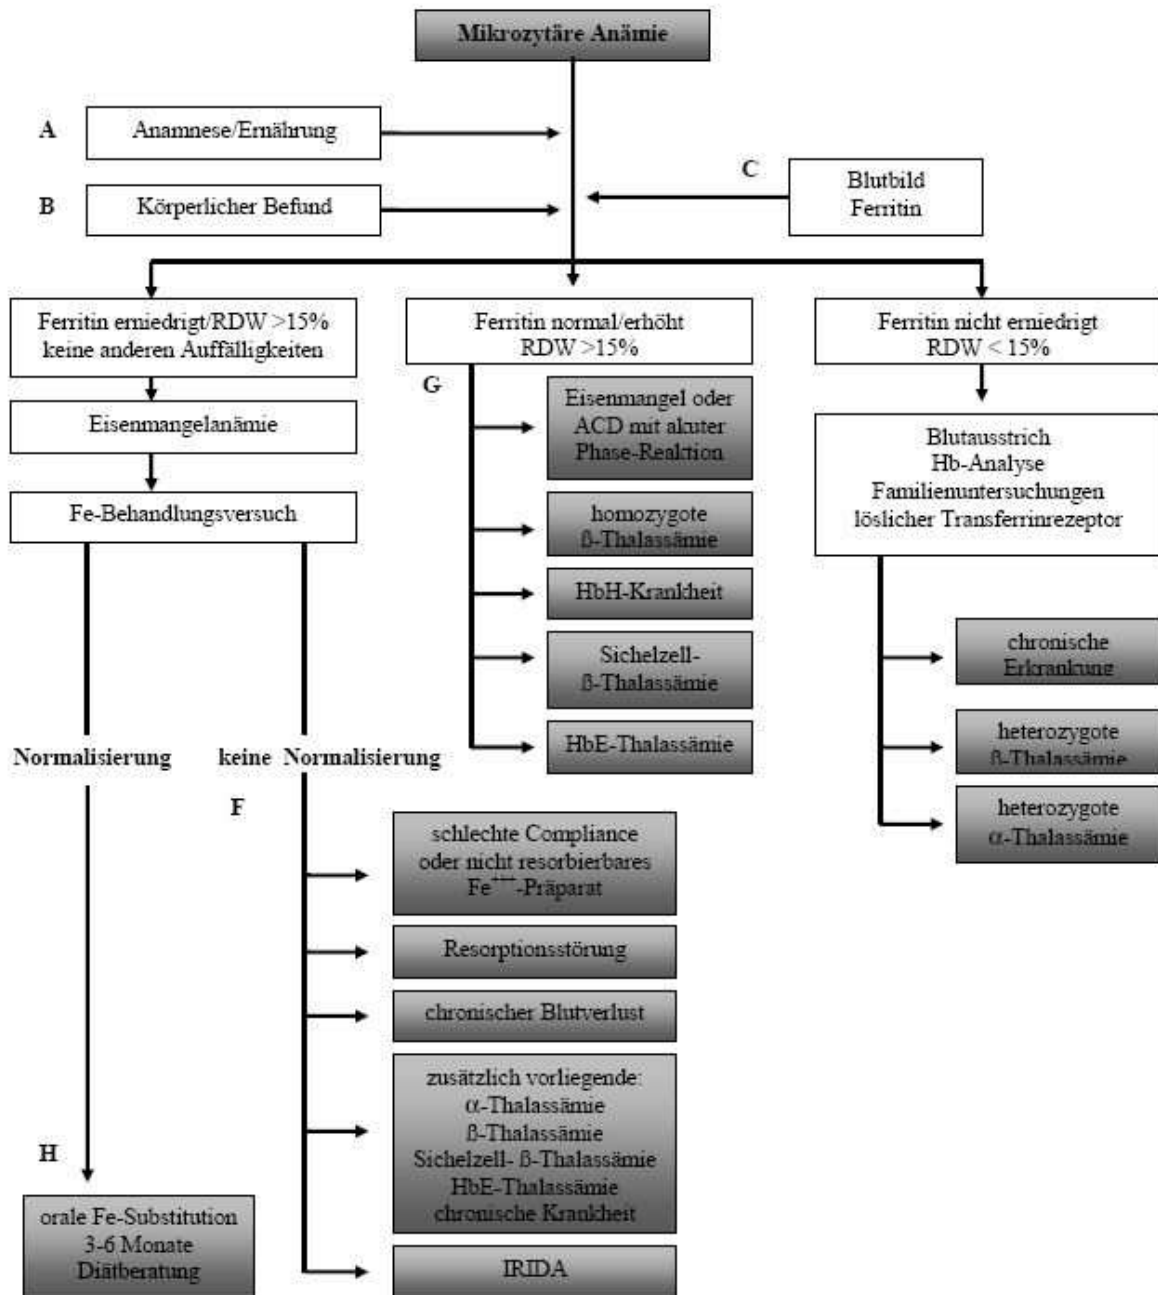 Mikrozytäre Anämie
A
Anamnese/Ernährung
B
Körperlicher Befund
C
Blutbild
Ferritin
Ferritin erniedrigt/RDW >15%
keine anderen Auffälligkeiten
Eisenmangelanämie
Fe-Behandlungsversuch
Normalisierung
keine Normalisierung
H
orale Fe-Substitution
3-6 Monate
Diätberatung
F
schlechte Compliance
oder nicht resorbierbares
Fe+++-Präparat
Resorptionsstörung
chronischer Blutverlust
zusätzlich vorliegende:
α-Thalassämie
ß-Thalassämie
Sichelzell- ß-Thalassämie
HbE-Thalassämie
chronische Krankheit
IRIDA
Ferritin normal/erhöht
RDW >15%
G
Eisenmangel oder
ACD mit akuter
Phase-Reaktion
homozygote
ß-Thalassämie
HbH-Krankheit
Sichelzell-
ß-Thalassämie
HbE-Thalassämie
Ferritin nicht erniedrigt
RDW < 15%
Blutausstrich
Hb-Analyse
Familienuntersuchungen
löslicher Transferrinrezeptor
chronische
Erkrankung
heterozygote
ß-Thalassämie
heterozygote
α-Thalassämie